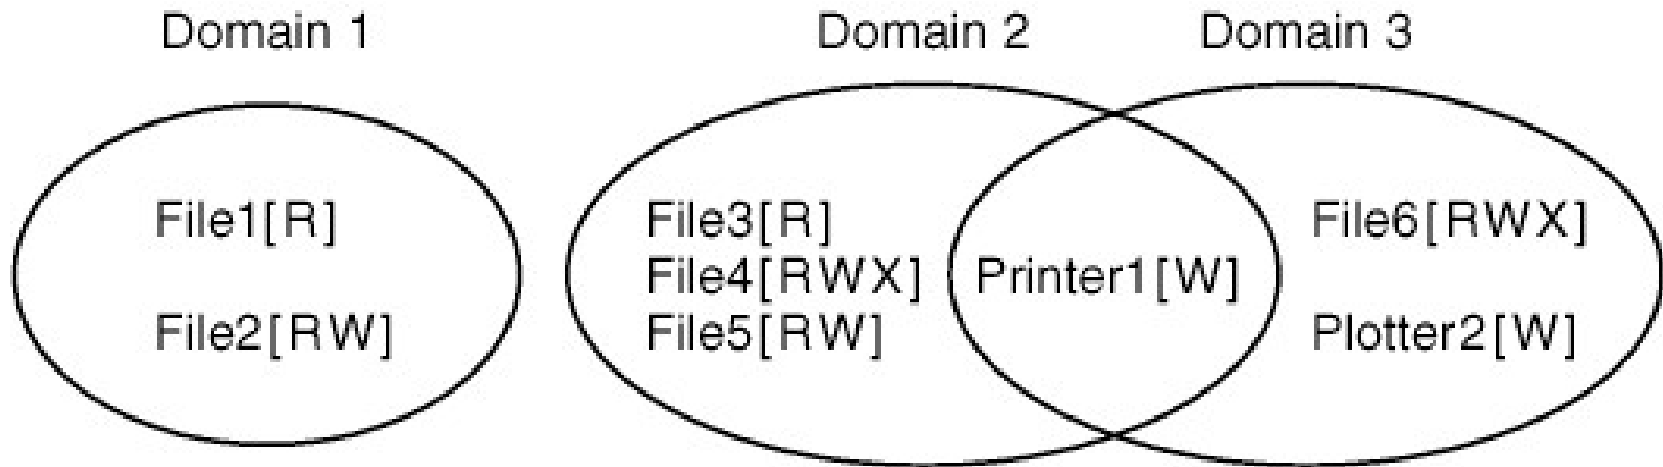 Domain 1
Domain 2
Domain 3
File1[R]
File2[RW]
File3[R]
File4[RWX]
File5[RW]
Printer1[W]
File6[RWX]
Plotter2[W]